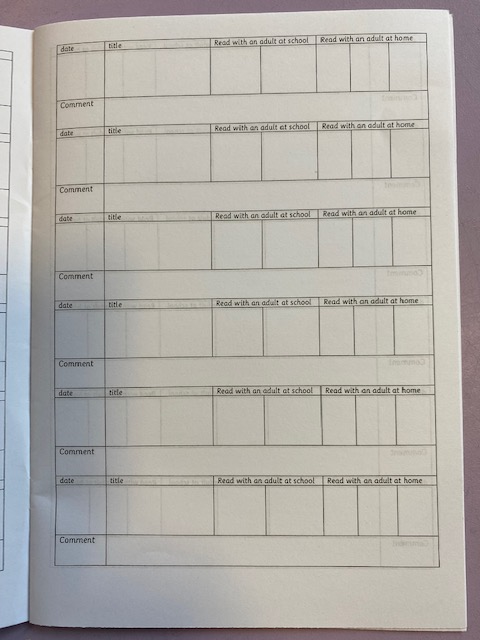 date title Read with an adult at school Read with an adult at home
Comment
date title Read with an adult at school Read with an adult at home
Comment
date title Read with an adult at school Read with an adult at home
Comment
date title Read with an adult at school Read with an adult at home
Comment
date title Read with an adult at school Read with an adult at home
Comment
date title Read with an adult at school Read with an adult at home
Comment